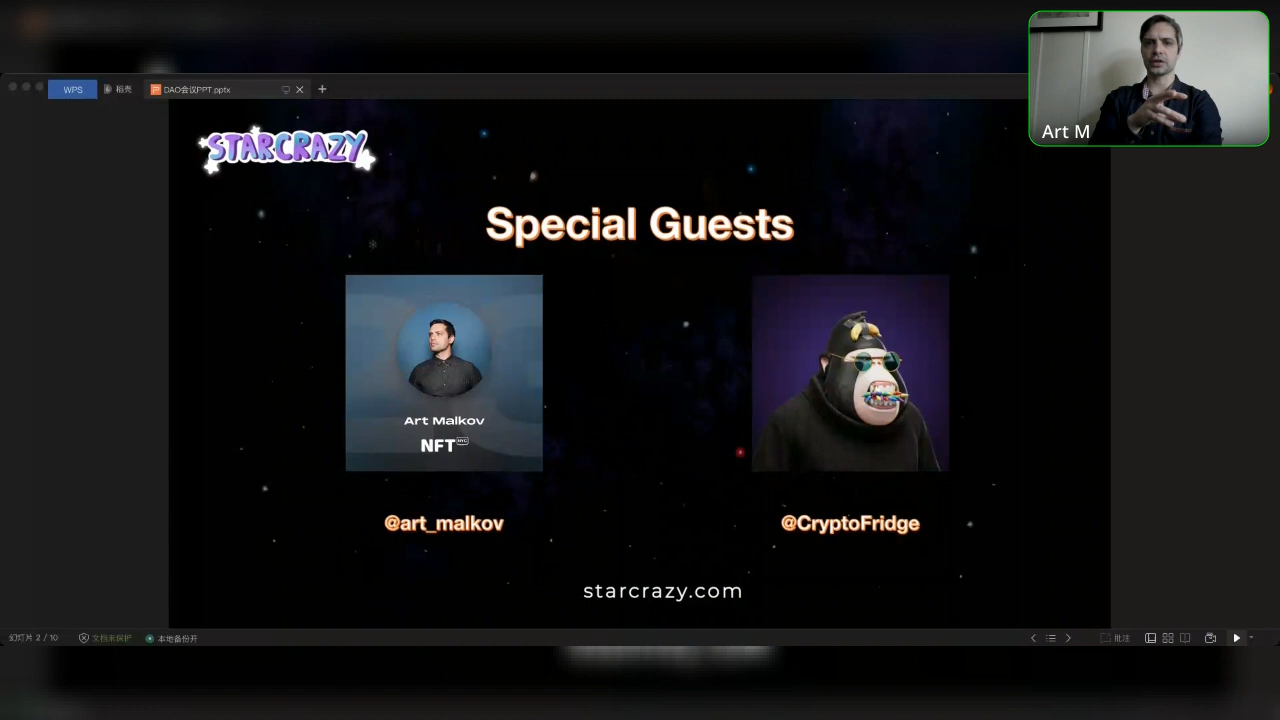 Art M
WPS
稻壳
DAO会议PPT.pptx
STARCRAZY
Special Guests
Art Malkov
NFT NYC
@art_malkov
@CryptoFridge
starcrazy.com
幻灯片 2 / 10
文档未保护
本地备份开
批注